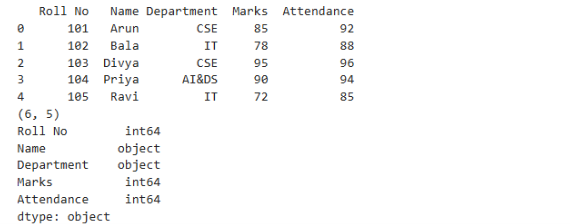 Roll No Name Department Marks Attendance
0 101 Arun CSE 85 92
1 102 Bala IT 78 88
2 103 Divya CSE 95 96
3 104 Priya AI&DS 90 94
4 105 Ravi IT 72 85
(6, 5)
Roll No int64
Name object
Department object
Marks int64
Attendance int64
dtype: object